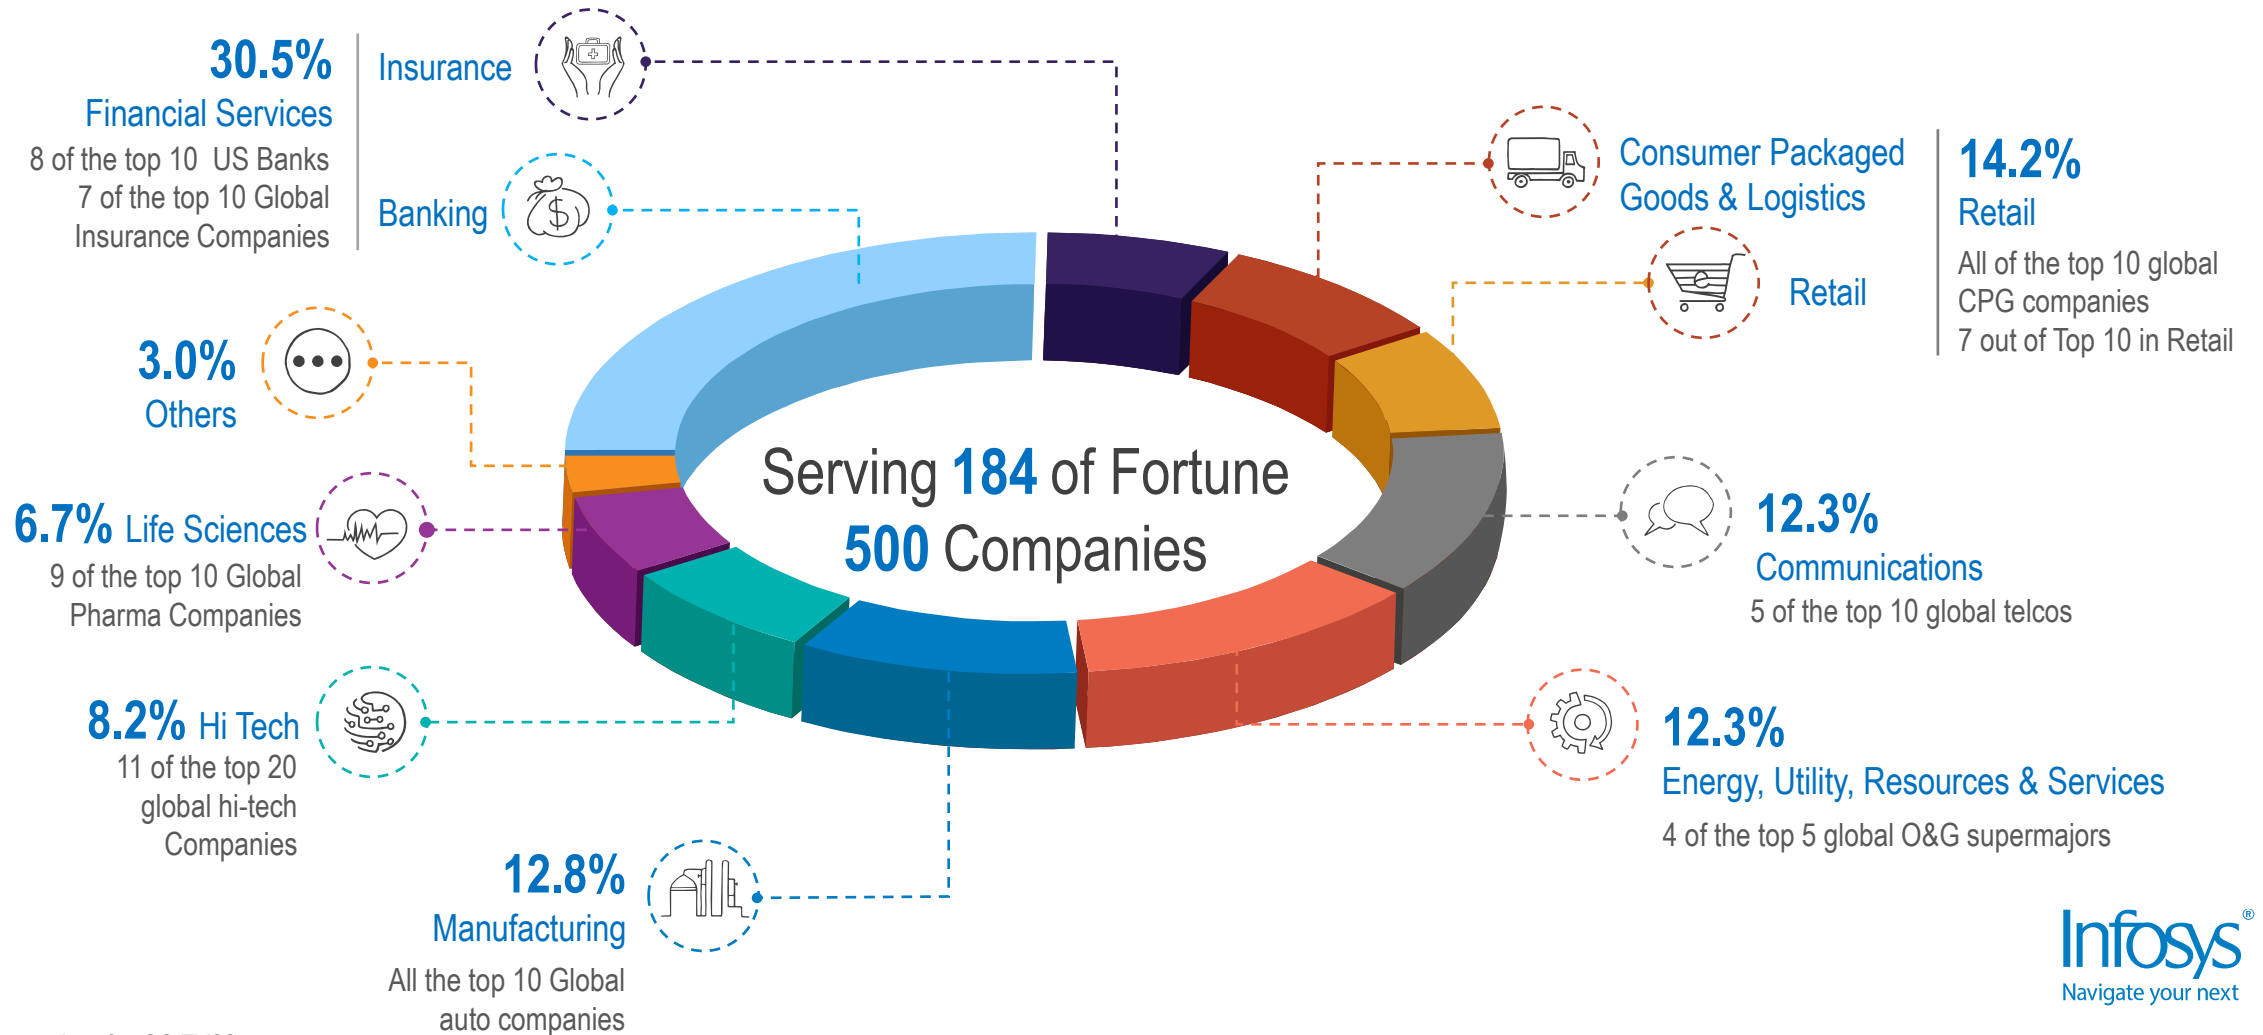 30.5%
Financial Services
8 of the top 10 US Banks
7 of the top 10 Global
Insurance Companies
Insurance
Banking
3.0%
Others
6.7% Life Sciences
9 of the top 10 Global
Pharma Companies
8.2% Hi Tech
11 of the top 20
global hi-tech
Companies
12.8%
Manufacturing
All the top 10 Global
auto companies
Serving 184 of Fortune
500 Companies
Consumer Packaged
Goods & Logistics
Retail
14.2%
Retail
All of the top 10 global
CPG companies
7 out of Top 10 in Retail
12.3%
Communications
5 of the top 10 global telcos
12.3%
Energy, Utility, Resources & Services
4 of the top 5 global O&G supermajors
Infosys®
Navigate your next